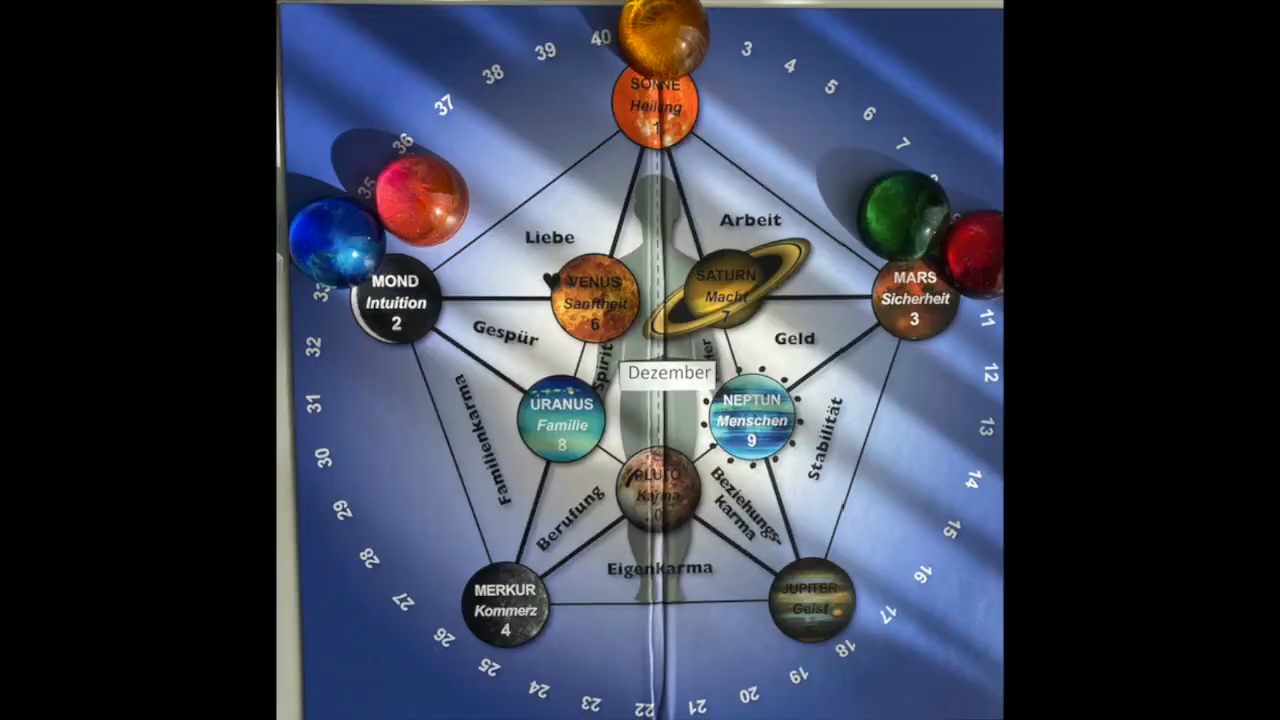 40
39
38
37
36
35
3
4
5
6
7
SONNE
Heilung
1
Arbeit
Liebe
MOND
Intuition
2
VENUS
Sanftheit
6
SATURN
Macht
7
MARS
Sicherheit
3
Gespür
Geld
Spirit
Dezember
URANUS
Familie
8
NEPTUN
Menschen
9
Familienkarma
Stabilität
PLUTO
Karma
0
Berufung
Beziehungs-
karma
Eigenkarma
MERKUR
Kommerz
4
JUPITER
Geist
11
12
13
14
15
16
17
18
19
20
21
22
23
24
25
26
27
28
29
30
31
32